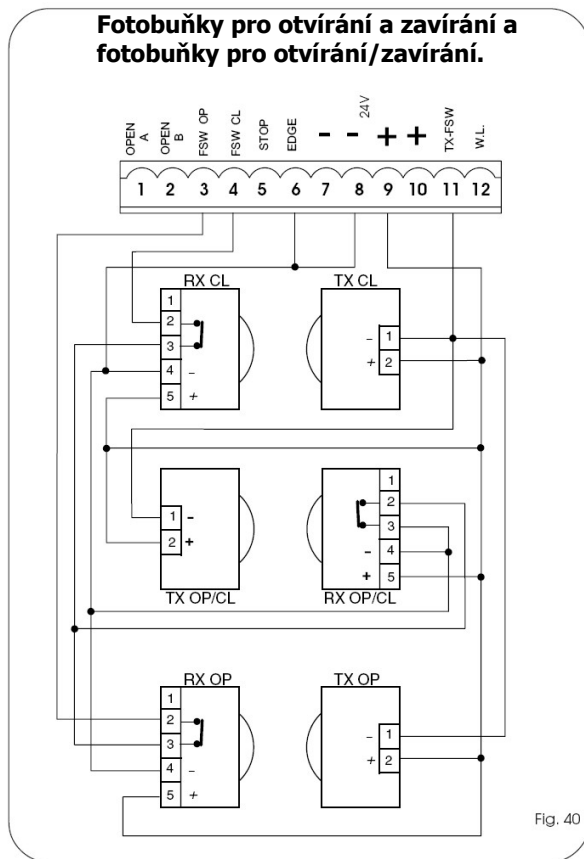 Fotobuňky pro otvírání a zavírání a
fotobuňky pro otvírání/zavírání.
OPEN A
OPEN B
FSW OP
FSW CL
STOP
EDGE
-
-
24V
+
+
TX-FSW
W.L.
1 2 3 4 5 6 7 8 9 10 11 12
RX CL
1
2
3
4 -
5 +
TX CL
- 1
+ 2
1 -
2 +
TX OP/CL
1
2
3
- 4
+ 5
RX OP/CL
RX OP
1
2
3
4 -
5 +
TX OP
- 1
+ 2
Fig. 40